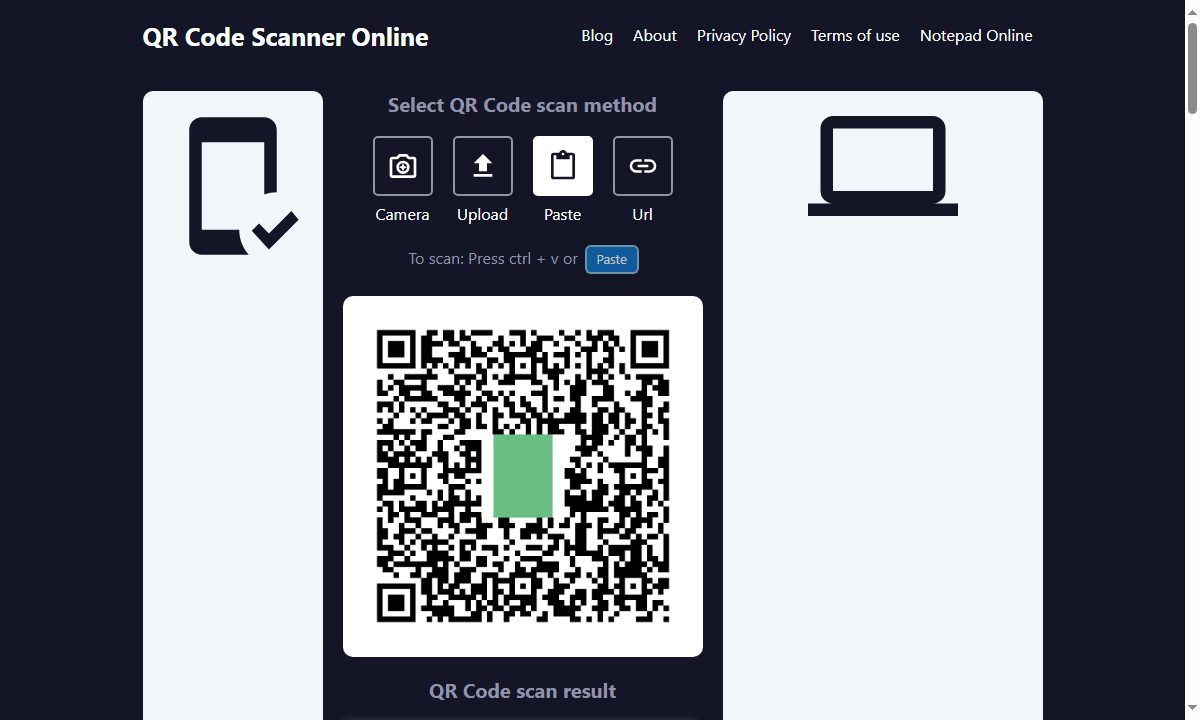 QR Code Scanner Online
Blog About Privacy Policy Terms of use Notepad Online
Select QR Code scan method
Camera Upload Paste Url
To scan: Press ctrl + v or Paste
QR Code scan result